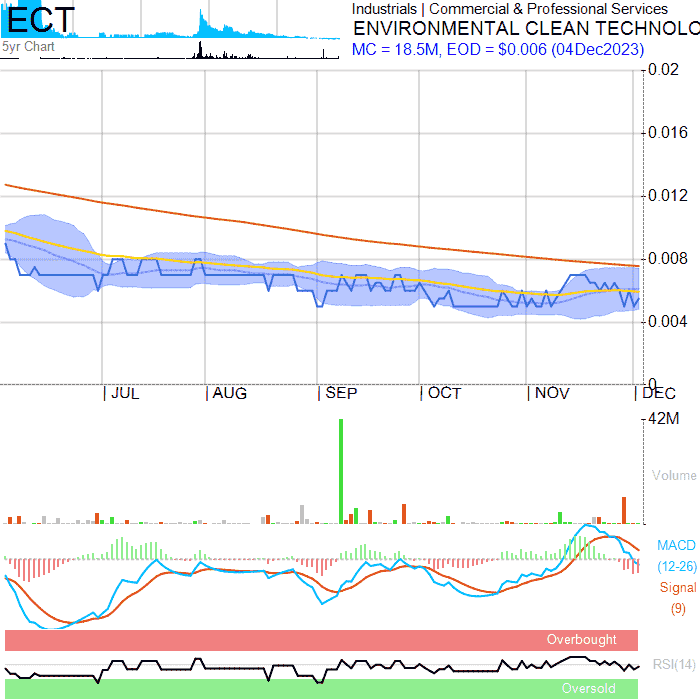 ECT
5yr Chart
Industrials | Commercial & Professional Services
ENVIRONMENTAL CLEAN TECHNOLO
MC = 18.5M, EOD = $0.006 (04Dec2023)
0.02
0.016
0.012
0.008
0.004
0
JUL AUG SEP OCT NOV DEC
42M
Volume
MACD
(12-26)
Signal
(9)
Overbought
RSI(14)
Oversold